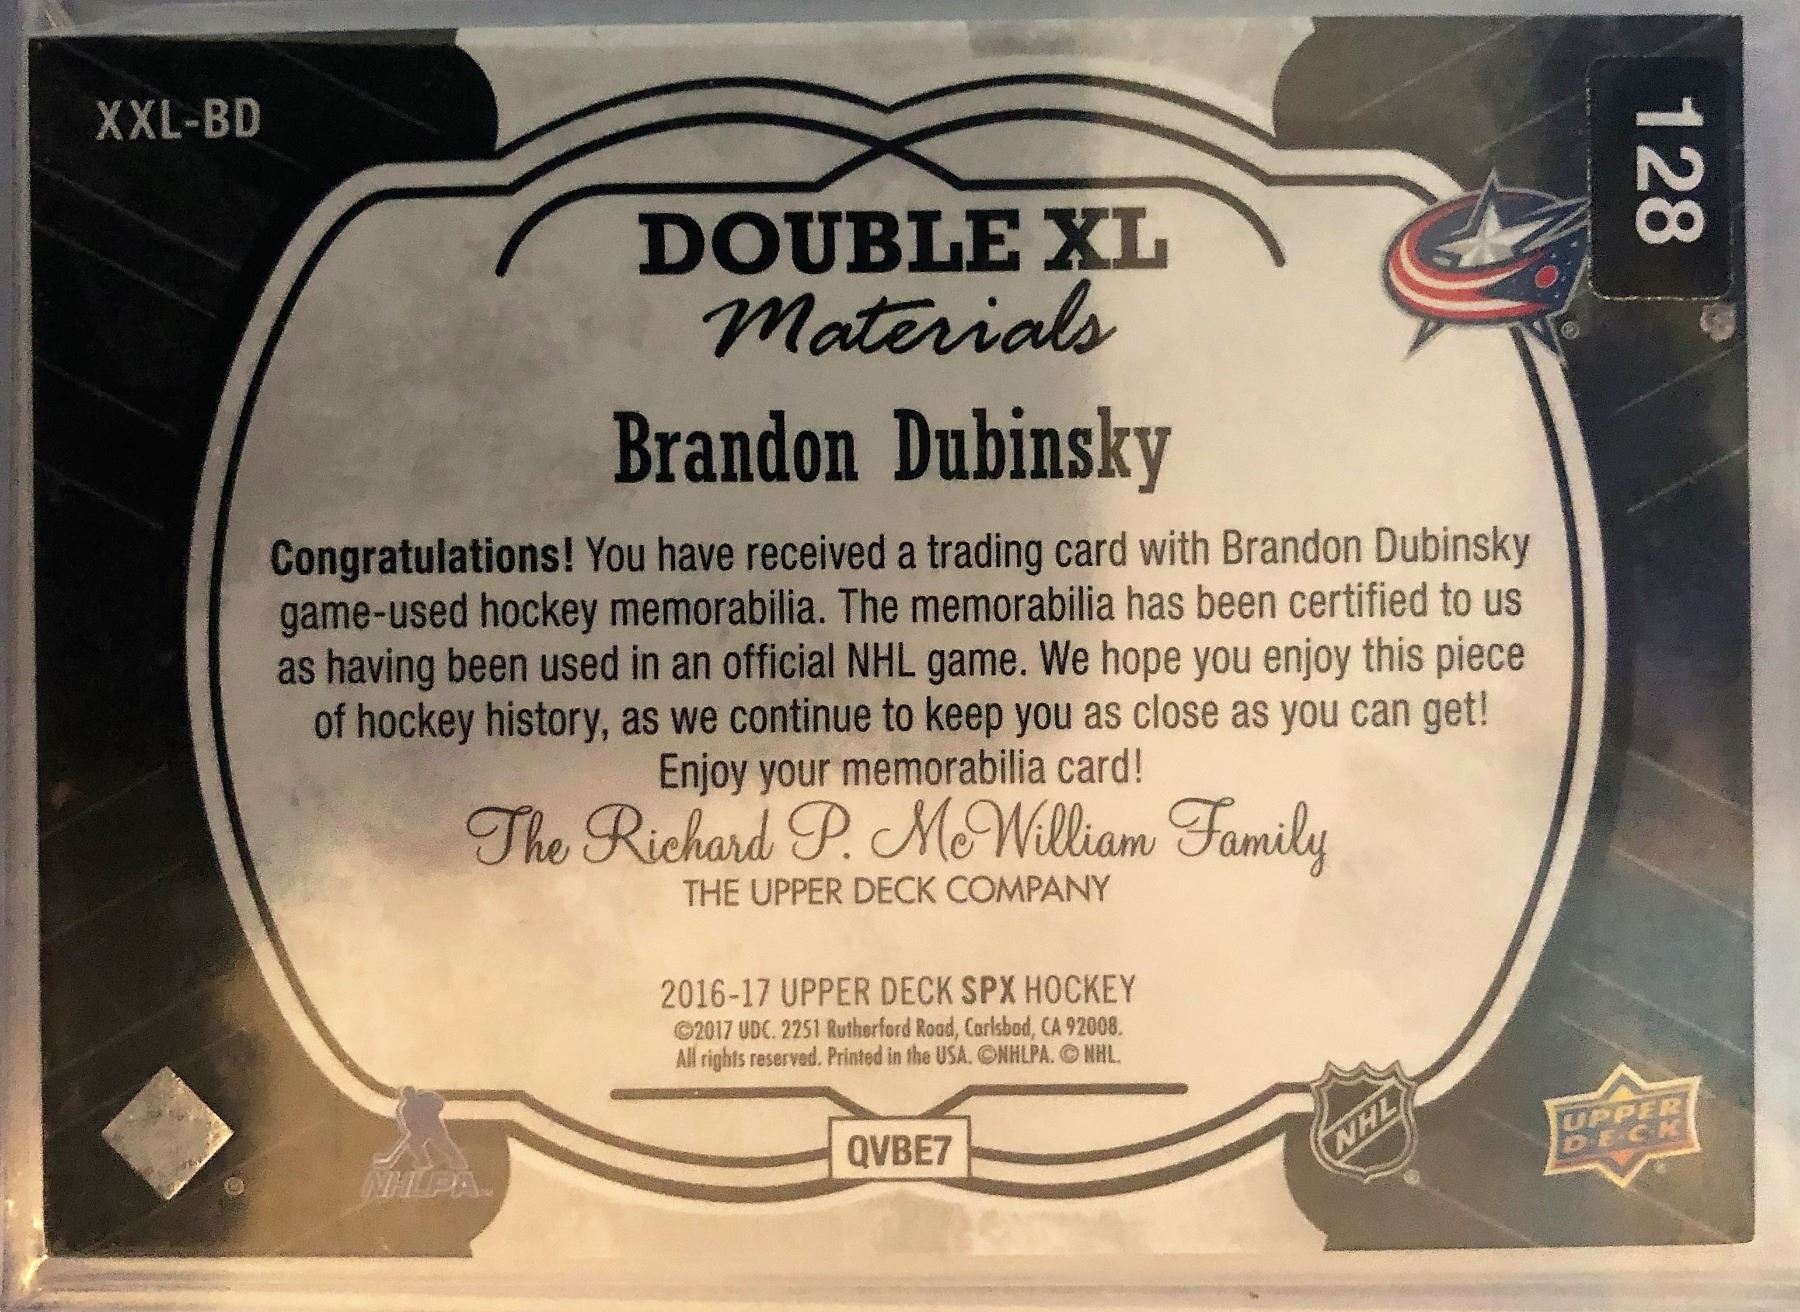 XXL-BD
128
DOUBLE XL
Materials
Brandon Dubinsky
Congratulations! You have received a trading card with Brandon Dubinsky
game-used hockey memorabilia. The memorabilia has been certified to us
as having been used in an official NHL game. We hope you enjoy this piece
of hockey history, as we continue to keep you as close as you can get!
Enjoy your memorabilia card!
The Richard P. McWilliam Family
THE UPPER DECK COMPANY
2016-17 UPPER DECK SPX HOCKEY
©2017 UDC. 2251 Rutherford Road, Carlsbad, CA 92008.
All rights reserved. Printed in the USA. ©NHLPA. © NHL.
NHLPA
QVBE7
NHL
UPPER
DECK